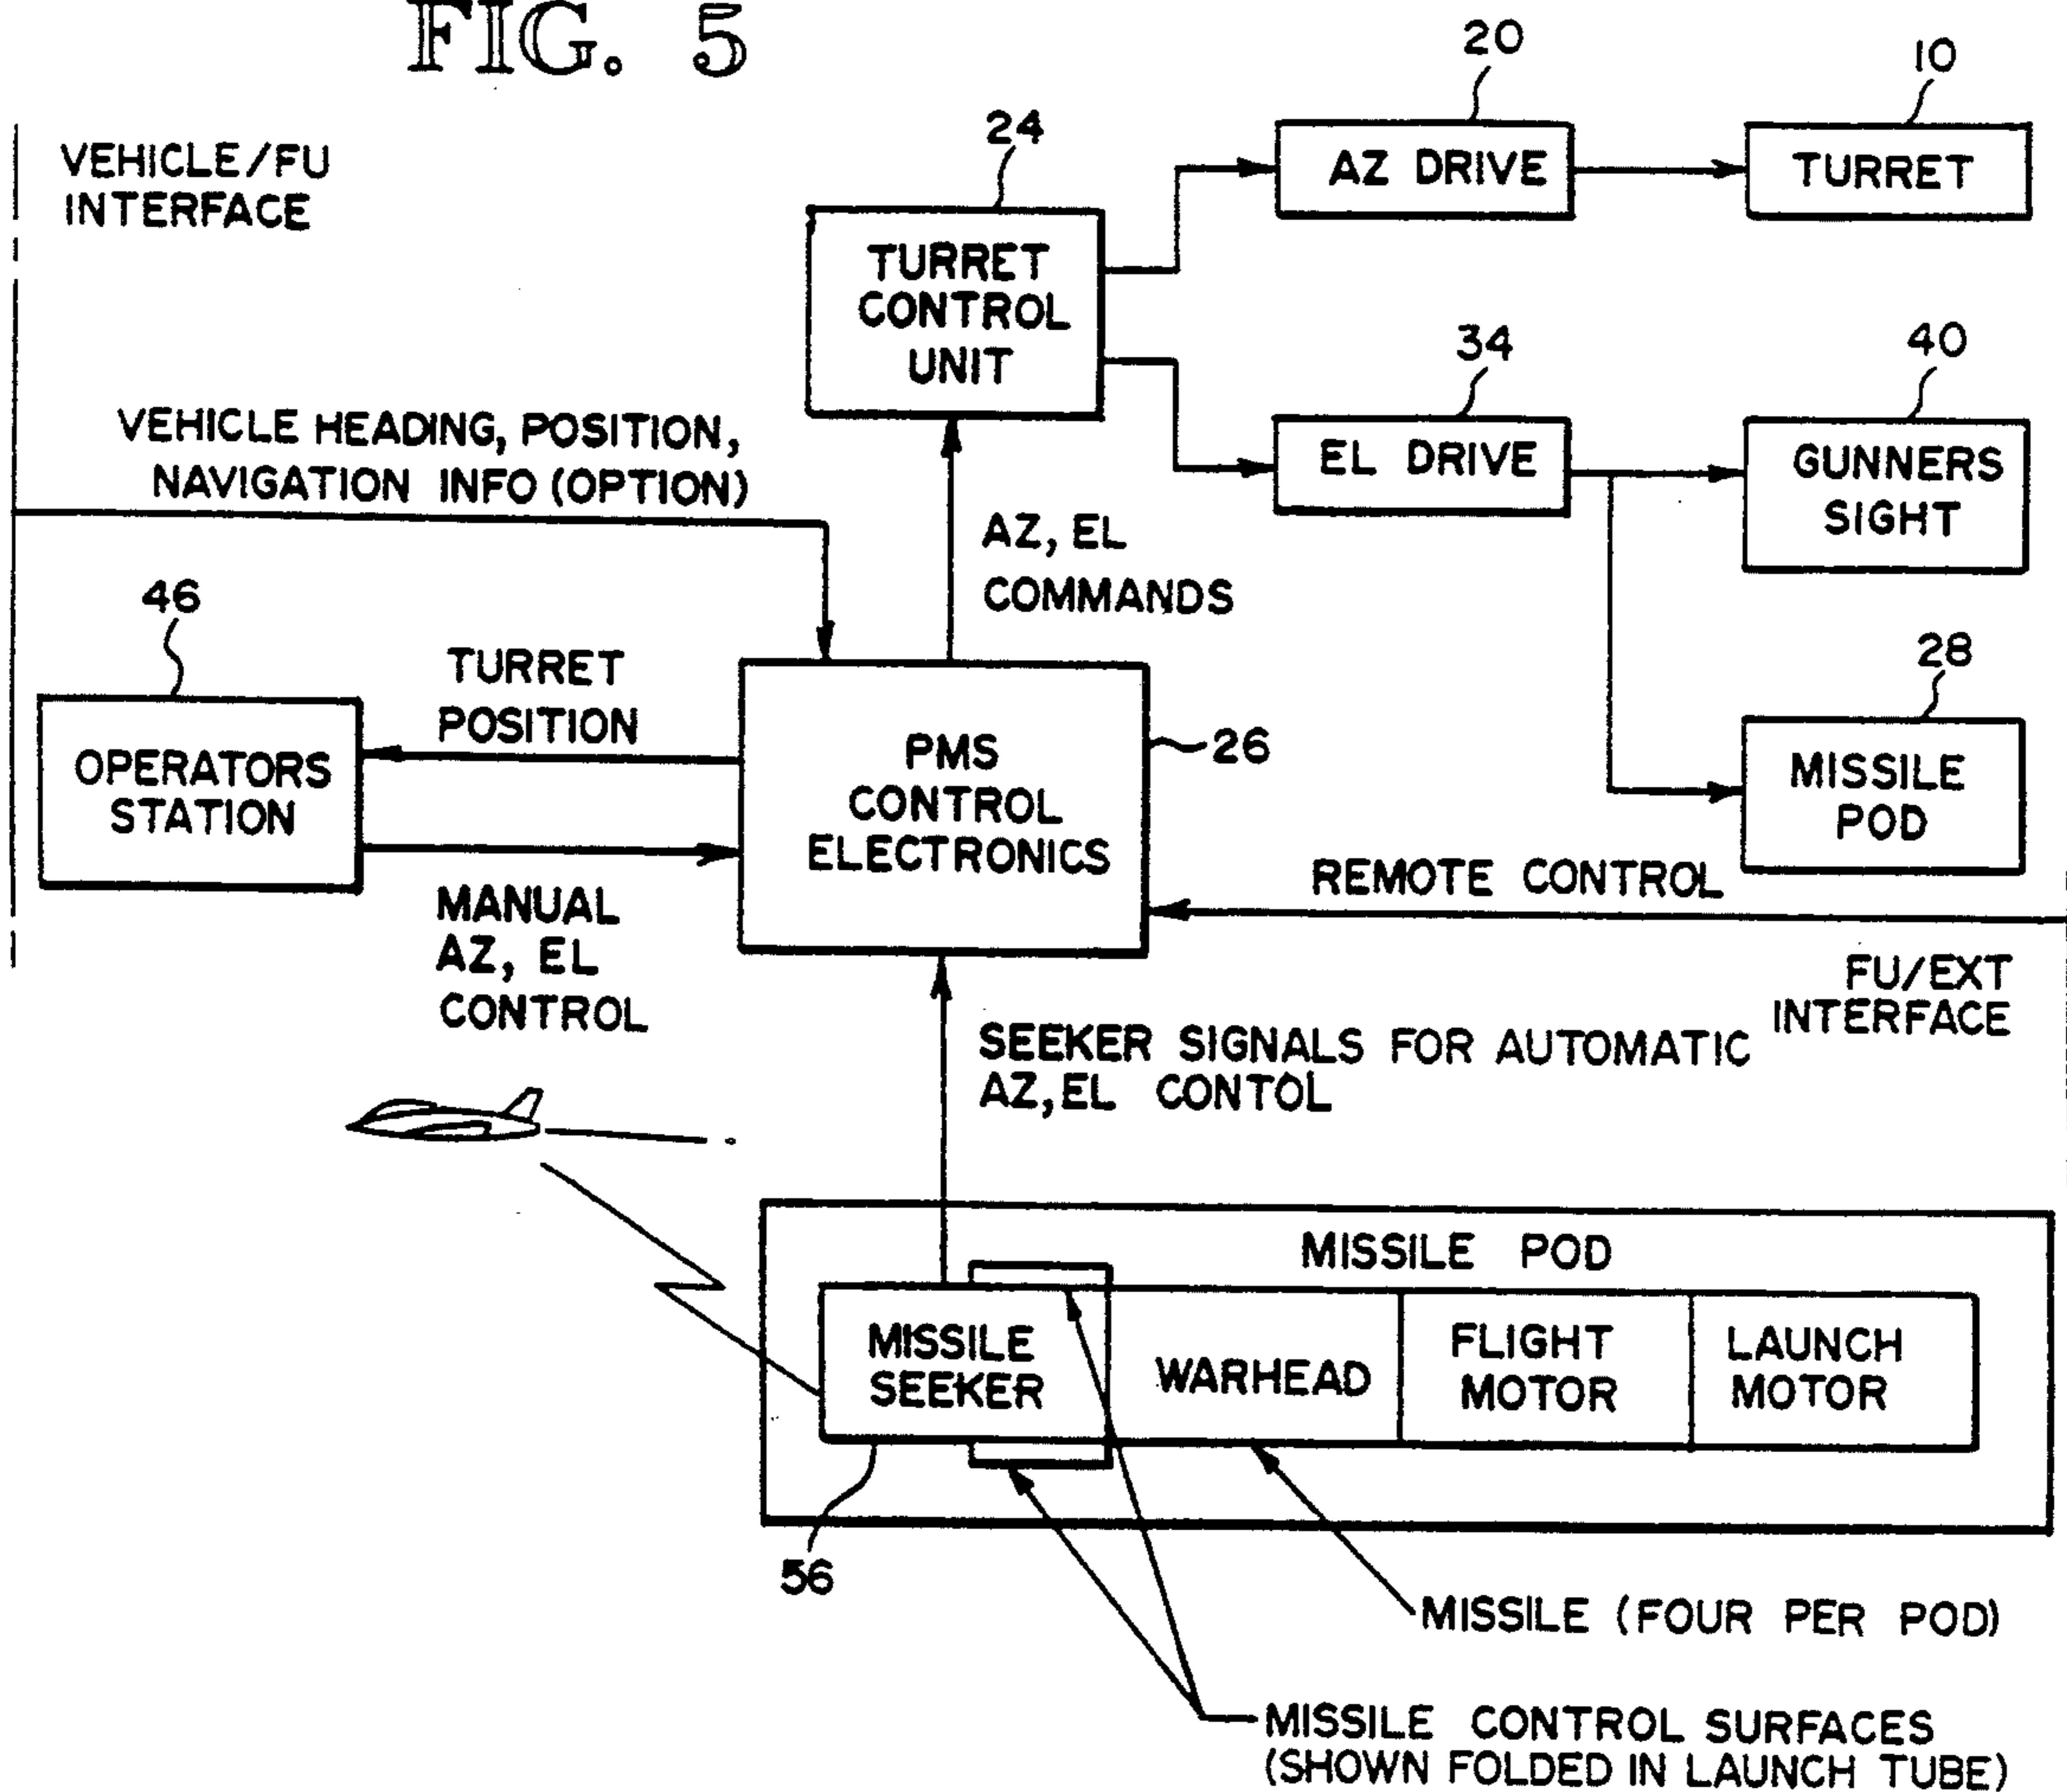 FIG. 5
VEHICLE/FU
INTERFACE
24
20
10
AZ DRIVE
TURRET
TURRET
CONTROL
UNIT
34
40
EL DRIVE
GUNNERS
SIGHT
VEHICLE HEADING, POSITION,
NAVIGATION INFO (OPTION)
AZ, EL
COMMANDS
46
OPERATORS
STATION
TURRET
POSITION
PMS
CONTROL
ELECTRONICS
26
28
MISSILE
POD
MANUAL
AZ, EL
CONTROL
REMOTE CONTROL
FU/EXT
INTERFACE
SEEKER SIGNALS FOR AUTOMATIC
AZ, EL CONTOL
MISSILE POD
MISSILE
SEEKER
WARHEAD
FLIGHT
MOTOR
LAUNCH
MOTOR
56
MISSILE (FOUR PER POD)
MISSILE CONTROL SURFACES
(SHOWN FOLDED IN LAUNCH TUBE)